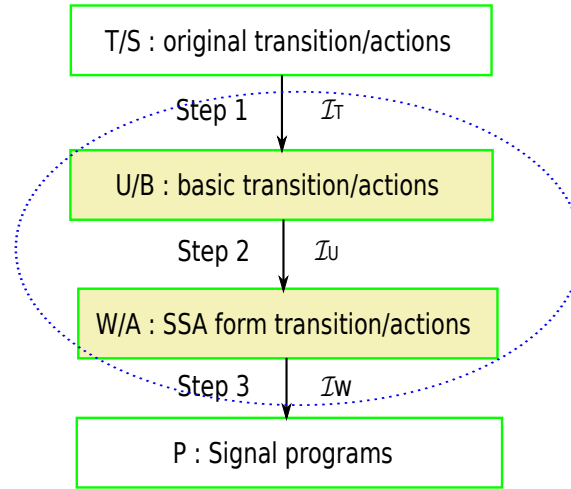 T/S : original transition/actions
Step 1 𝓘T
U/B : basic transition/actions
Step 2 𝓘U
W/A : SSA form transition/actions
Step 3 𝓘W
P : Signal programs